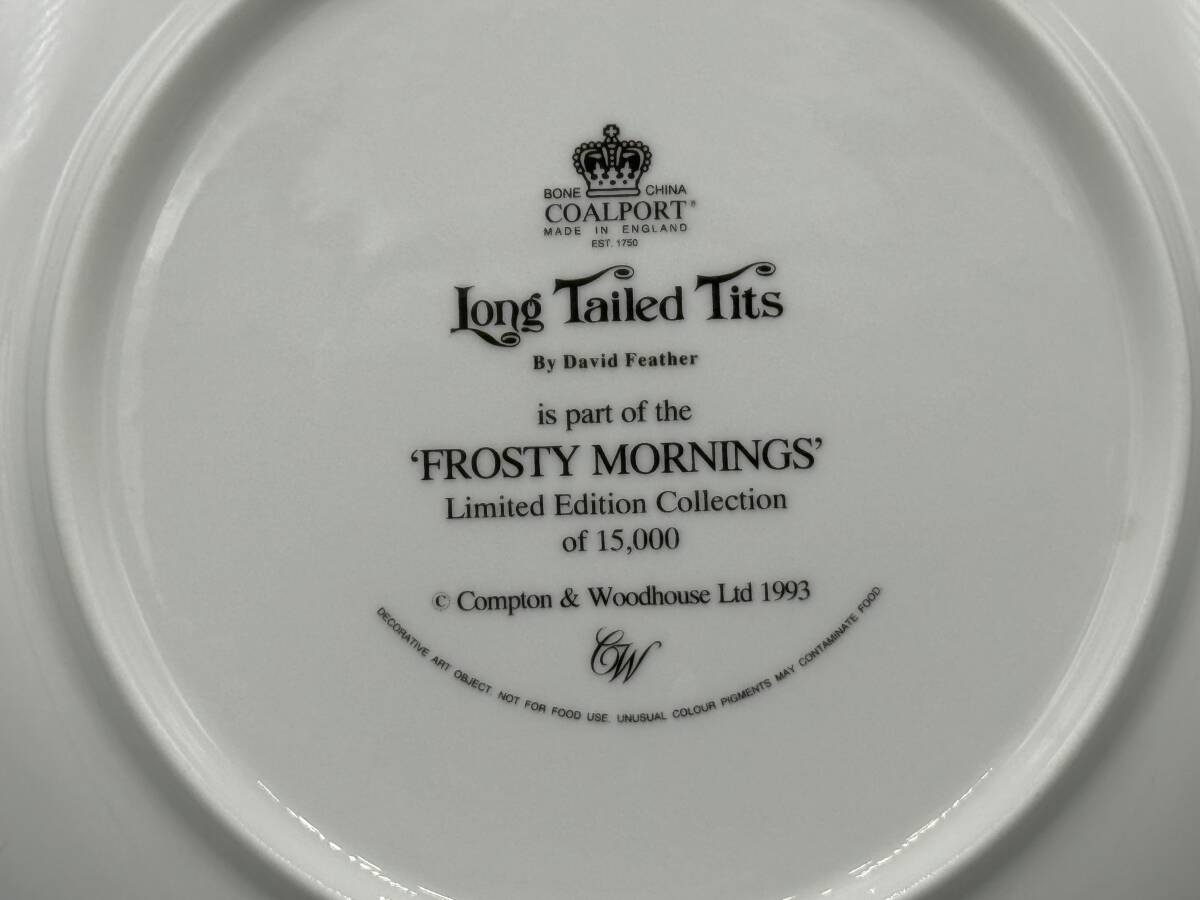 BONE CHINA
COALPORT®
MADE IN ENGLAND
EST. 1750
Long Tailed Tits
By David Feather
is part of the
‘FROSTY MORNINGS’
Limited Edition Collection
of 15,000
© Compton & Woodhouse Ltd 1993
CW
DECORATIVE ART OBJECT. NOT FOR FOOD USE. UNUSUAL COLOUR PIGMENTS MAY CONTAMINATE FOOD